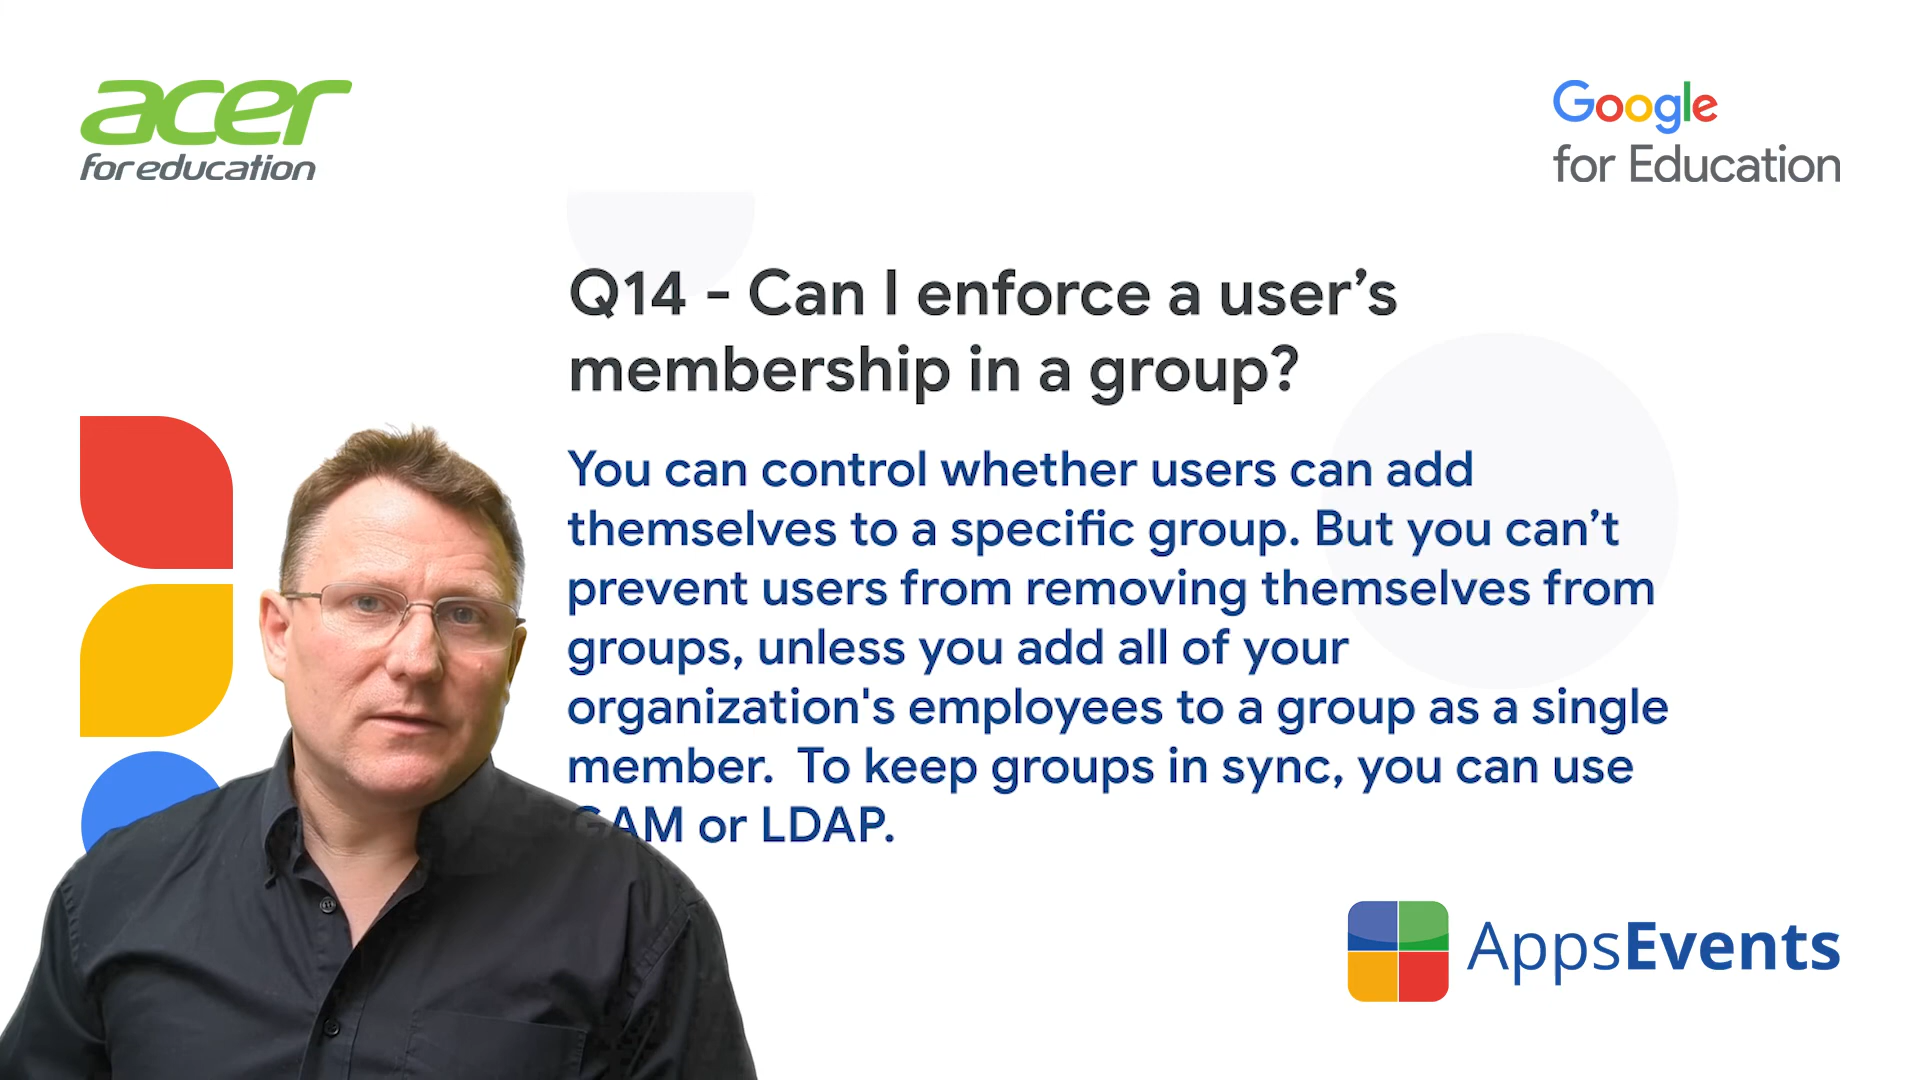 acer
for education
Google
for Education
Q14 - Can I enforce a user’s
membership in a group?
You can control whether users can add
themselves to a specific group. But you can’t
prevent users from removing themselves from
groups, unless you add all of your
organization's employees to a group as a single
member.  To keep groups in sync, you can use
GAM or LDAP.
AppsEvents